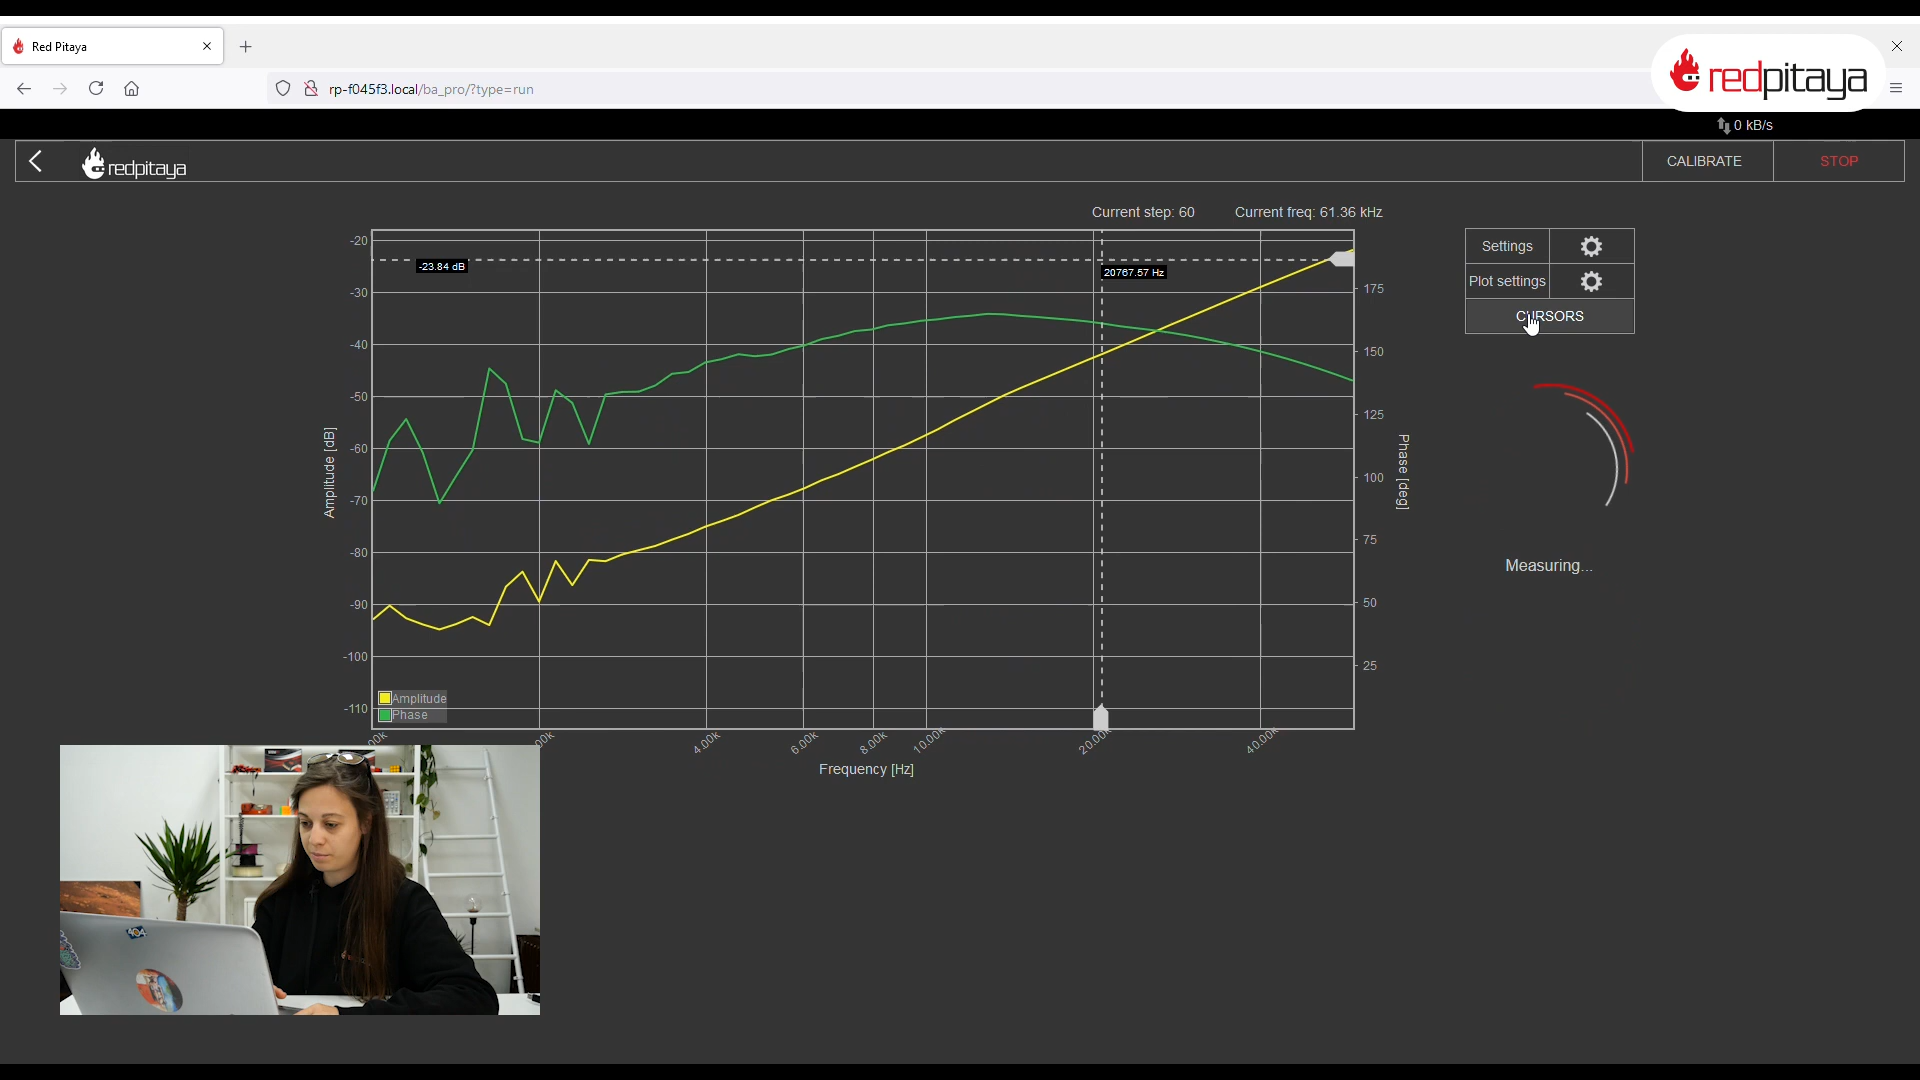 Red Pitaya
rp-f045f3.local/ba_pro/?type=run
redpitaya
0 kB/s
redpitaya
CALIBRATE
STOP
Current step: 60
Current freq: 61.36 kHz
Settings
Plot settings
CURSORS
Measuring...
-20
-30
-40
-50
-60
-70
-80
-90
-100
-110
Amplitude [dB]
-23.84 dB
20767.57 Hz
175
150
125
100
75
50
25
Phase [deg]
Amplitude
Phase
4.00k
6.00k
8.00k
10.00k
20.00k
40.00k
Frequency [Hz]
404